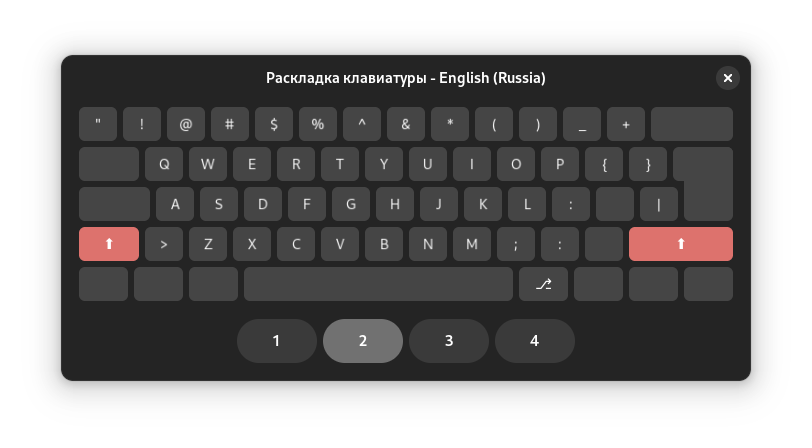 Раскладка клавиатуры - English (Russia)
" ! @ # $ % ^ & * ( ) _ +
Q W E R T Y U I O P { }
A S D F G H J K L : |
⬆ > Z X C V B N M ; : ⬆
⎇
1 2 3 4